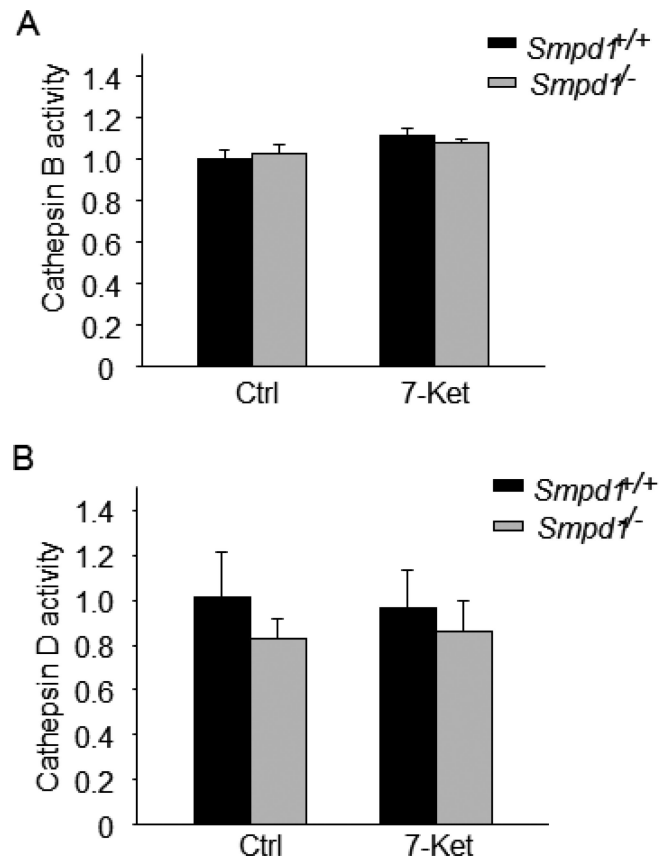 A
Smpd1+/+
Smpd1-/-
Cathepsin B activity
1.4
1.2
1.0
0.8
0.6
0.4
0.2
0
Ctrl 7-Ket
B
Smpd1+/+
Smpd1-/-
Cathepsin D activity
1.4
1.2
1.0
0.8
0.6
0.4
0.2
0
Ctrl 7-Ket